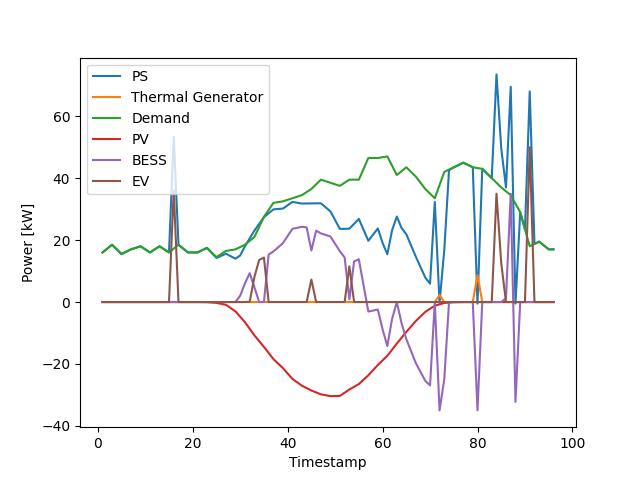 PS
Thermal Generator
Demand
PV
BESS
EV
60
40
20
0
−20
−40
Power [kW]
0
20
40
60
80
100
Timestamp